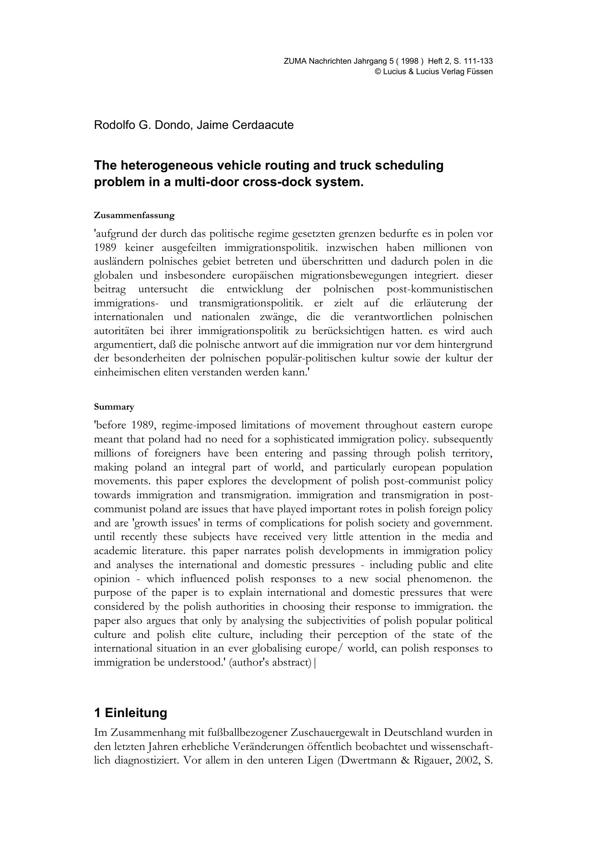 ZUMA Nachrichten Jahrgang 5 ( 1998 )  Heft 2, S. 111-133
© Lucius & Lucius Verlag Füssen
Rodolfo G. Dondo, Jaime Cerdaacute
The heterogeneous vehicle routing and truck scheduling
problem in a multi-door cross-dock system.
Zusammenfassung
'aufgrund der durch das politische regime gesetzten grenzen bedurfte es in polen vor
1989 keiner ausgefeilten immigrationspolitik. inzwischen haben millionen von
ausländern polnisches gebiet betreten und überschritten und dadurch polen in die
globalen und insbesondere europäischen migrationsbewegungen integriert. dieser
beitrag untersucht die entwicklung der polnischen post-kommunistischen
immigrations- und transmigrationspolitik. er zielt auf die erläuterung der
internationalen und nationalen zwänge, die die verantwortlichen polnischen
autoritäten bei ihrer immigrationspolitik zu berücksichtigen hatten. es wird auch
argumentiert, daß die polnische antwort auf die immigration nur vor dem hintergrund
der besonderheiten der polnischen populär-politischen kultur sowie der kultur der
einheimischen eliten verstanden werden kann.'
Summary
'before 1989, regime-imposed limitations of movement throughout eastern europe
meant that poland had no need for a sophisticated immigration policy. subsequently
millions of foreigners have been entering and passing through polish territory,
making poland an integral part of world, and particularly european population
movements. this paper explores the development of polish post-communist policy
towards immigration and transmigration. immigration and transmigration in post-
communist poland are issues that have played important rotes in polish foreign policy
and are 'growth issues' in terms of complications for polish society and government.
until recently these subjects have received very little attention in the media and
academic literature. this paper narrates polish developments in immigration policy
and analyses the international and domestic pressures - including public and elite
opinion - which influenced polish responses to a new social phenomenon. the
purpose of the paper is to explain international and domestic pressures that were
considered by the polish authorities in choosing their response to immigration. the
paper also argues that only by analysing the subjectivities of polish popular political
culture and polish elite culture, including their perception of the state of the
international situation in an ever globalising europe/ world, can polish responses to
immigration be understood.' (author's abstract)|
1 Einleitung
Im Zusammenhang mit fußballbezogener Zuschauergewalt in Deutschland wurden in
den letzten Jahren erhebliche Veränderungen öffentlich beobachtet und wissenschaft-
lich diagnostiziert. Vor allem in den unteren Ligen (Dwertmann & Rigauer, 2002, S.